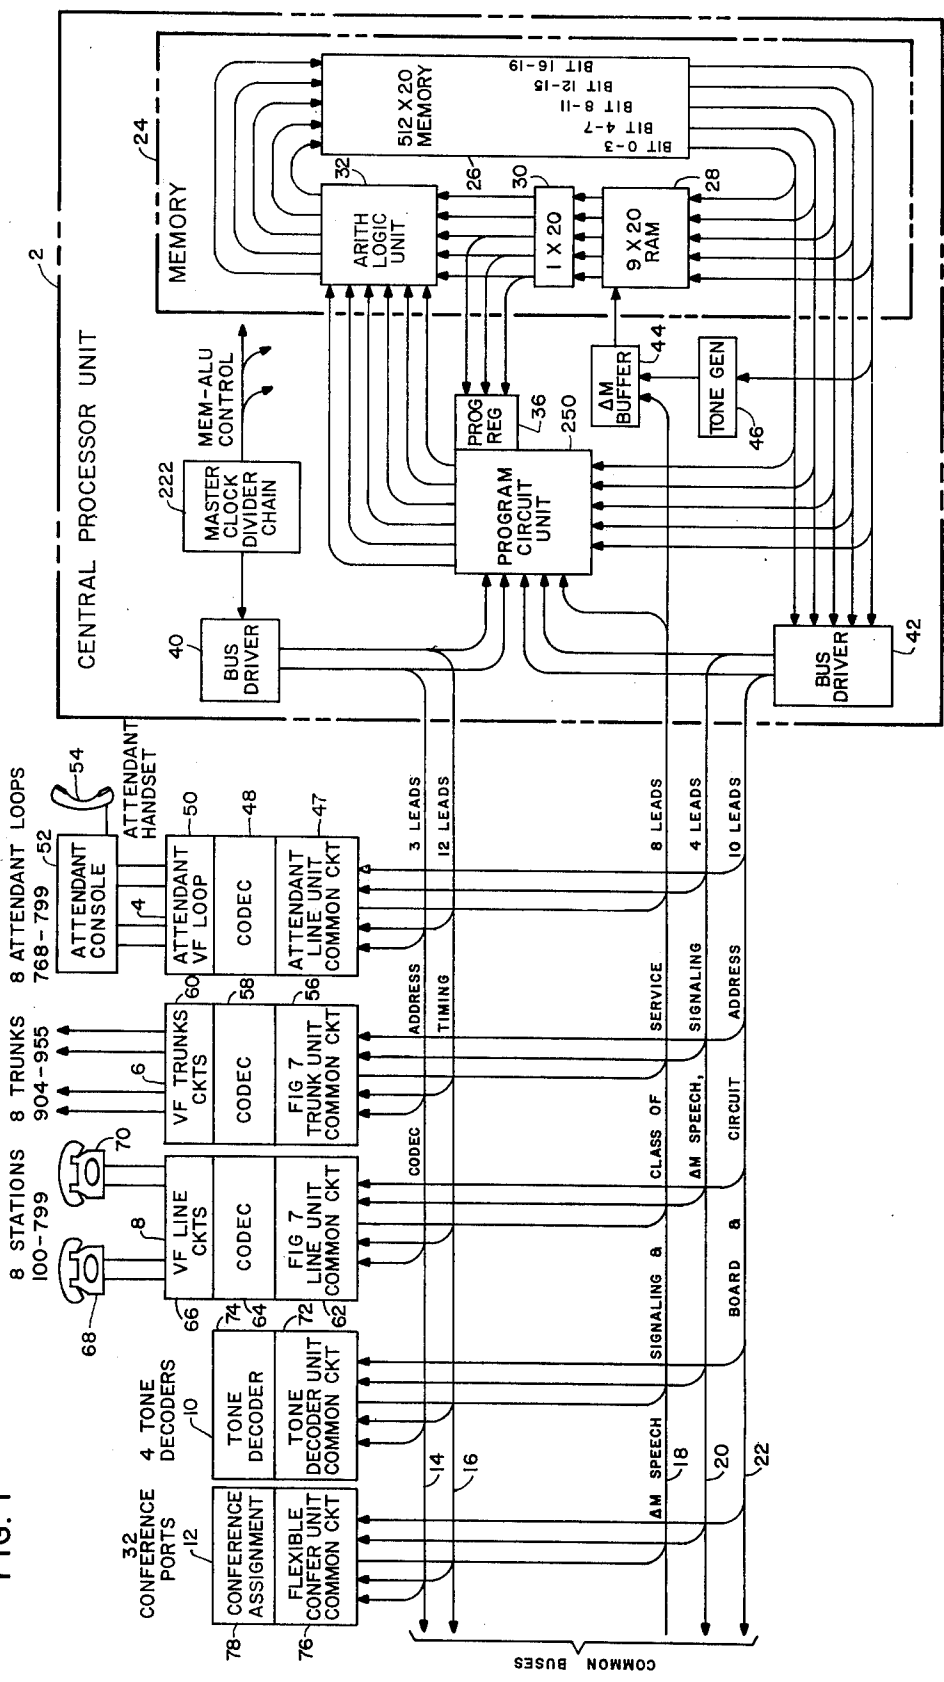 FIG. 1
32
CONFERENCE
PORTS
12
4 TONE
DECODERS
10
8 STATIONS
100-799
8 TRUNKS
904-955
8 ATTENDANT LOOPS
768-799
68
70
8
6
4
52
ATTENDANT
CONSOLE
54
ATTENDANT
HANDSET
78
CONFERENCE
ASSIGNMENT
76
FLEXIBLE
CONFER UNIT
COMMON CKT
74
TONE
DECODER
72
TONE
DECODER UNIT
COMMON CKT
66
VF LINE
CKTS
64
CODEC
62
FIG 7
LINE UNIT
COMMON CKT
60
VF TRUNKS
CKTS
58
CODEC
56
FIG 7
TRUNK UNIT
COMMON CKT
50
ATTENDANT
VF LOOP
48
CODEC
47
ATTENDANT
LINE UNIT
COMMON CKT
COMMON BUSES
14
CODEC ADDRESS 3 LEADS
16
TIMING 12 LEADS
18
ΔM SPEECH SIGNALING & CLASS OF SERVICE 8 LEADS
20
ΔM SPEECH, SIGNALING 4 LEADS
22
BOARD & CIRCUIT ADDRESS 10 LEADS
2
CENTRAL PROCESSOR UNIT
40
BUS
DRIVER
222
MASTER
CLOCK
DIVIDER
CHAIN
MEM-ALU
CONTROL
PROGRAM
CIRCUIT
UNIT
250
PROG
REG
36
ΔM
BUFFER
44
TONE GEN
46
BUS
DRIVER
42
24
MEMORY
ARITH
LOGIC
UNIT
32
1 X 20
30
9 X 20
RAM
28
512 X 20
MEMORY
26
BIT 0-3
BIT 4-7
BIT 8-11
BIT 12-15
BIT 16-19